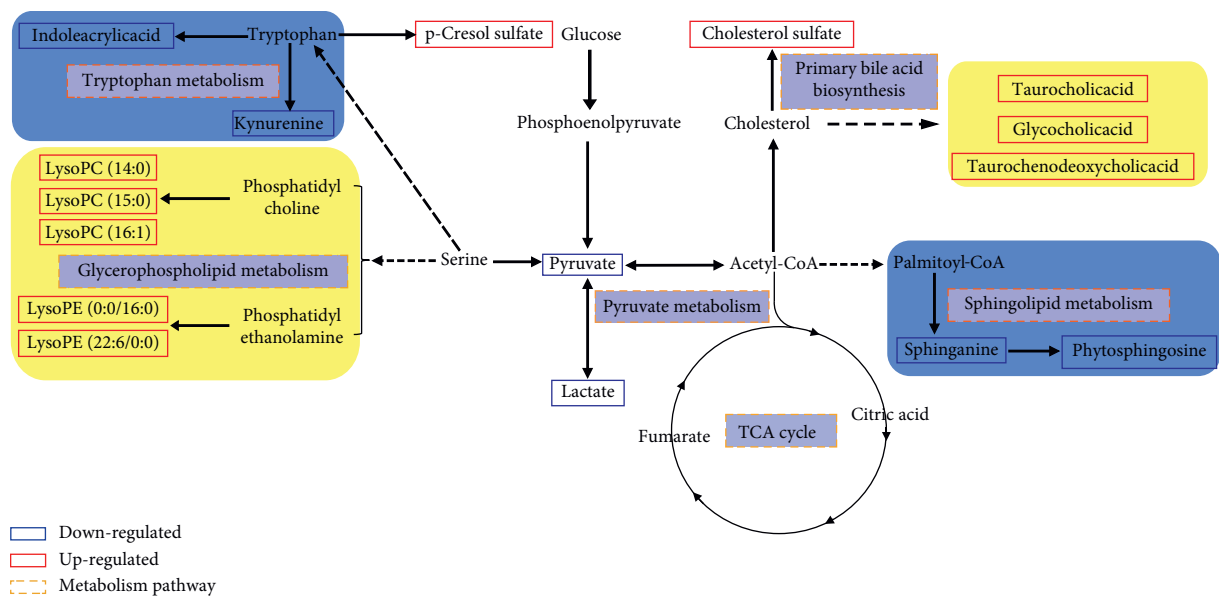 Indoleacrylicacid
Tryptophan
p-Cresol sulfate
Glucose
Cholesterol sulfate
Tryptophan metabolism
Primary bile acid
biosynthesis
Taurocholicacid
Kynurenine
Phosphoenolpyruvate
Cholesterol
Glycocholicacid
Taurochenodeoxycholicacid
LysoPC (14:0)
LysoPC (15:0)
LysoPC (16:1)
Phosphatidyl
choline
Glycerophospholipid metabolism
Serine
Pyruvate
Acetyl-CoA
Palmitoyl-CoA
LysoPE (0:0/16:0)
LysoPE (22:6/0:0)
Phosphatidyl
ethanolamine
Pyruvate metabolism
Sphingolipid metabolism
Sphinganine
Phytosphingosine
Lactate
Citric acid
Fumarate
TCA cycle
Down-regulated
Up-regulated
Metabolism pathway